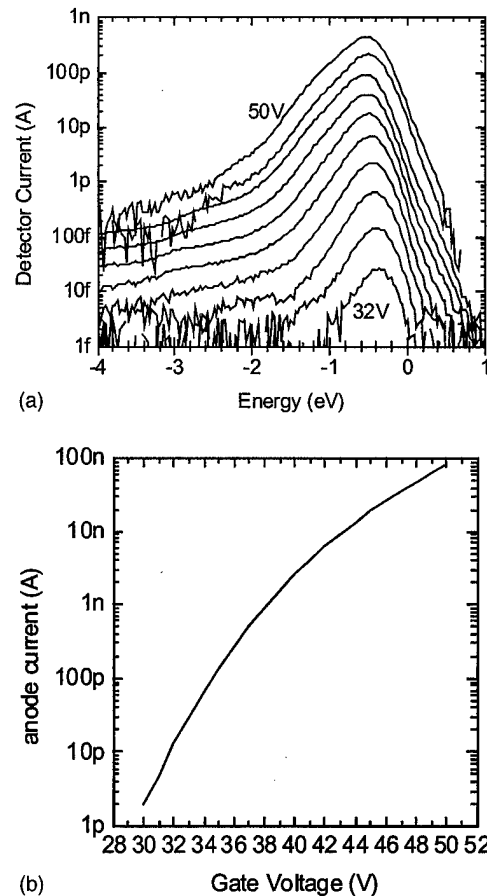 1n
100p
10p
1p
100f
10f
1f
Detector Current (A)
50V
32V
-4 -3 -2 -1 0 1
(a) Energy (eV)
100n
10n
1n
100p
10p
1p
anode current (A)
28 30 32 34 36 38 40 42 44 46 48 50 52
(b) Gate Voltage (V)